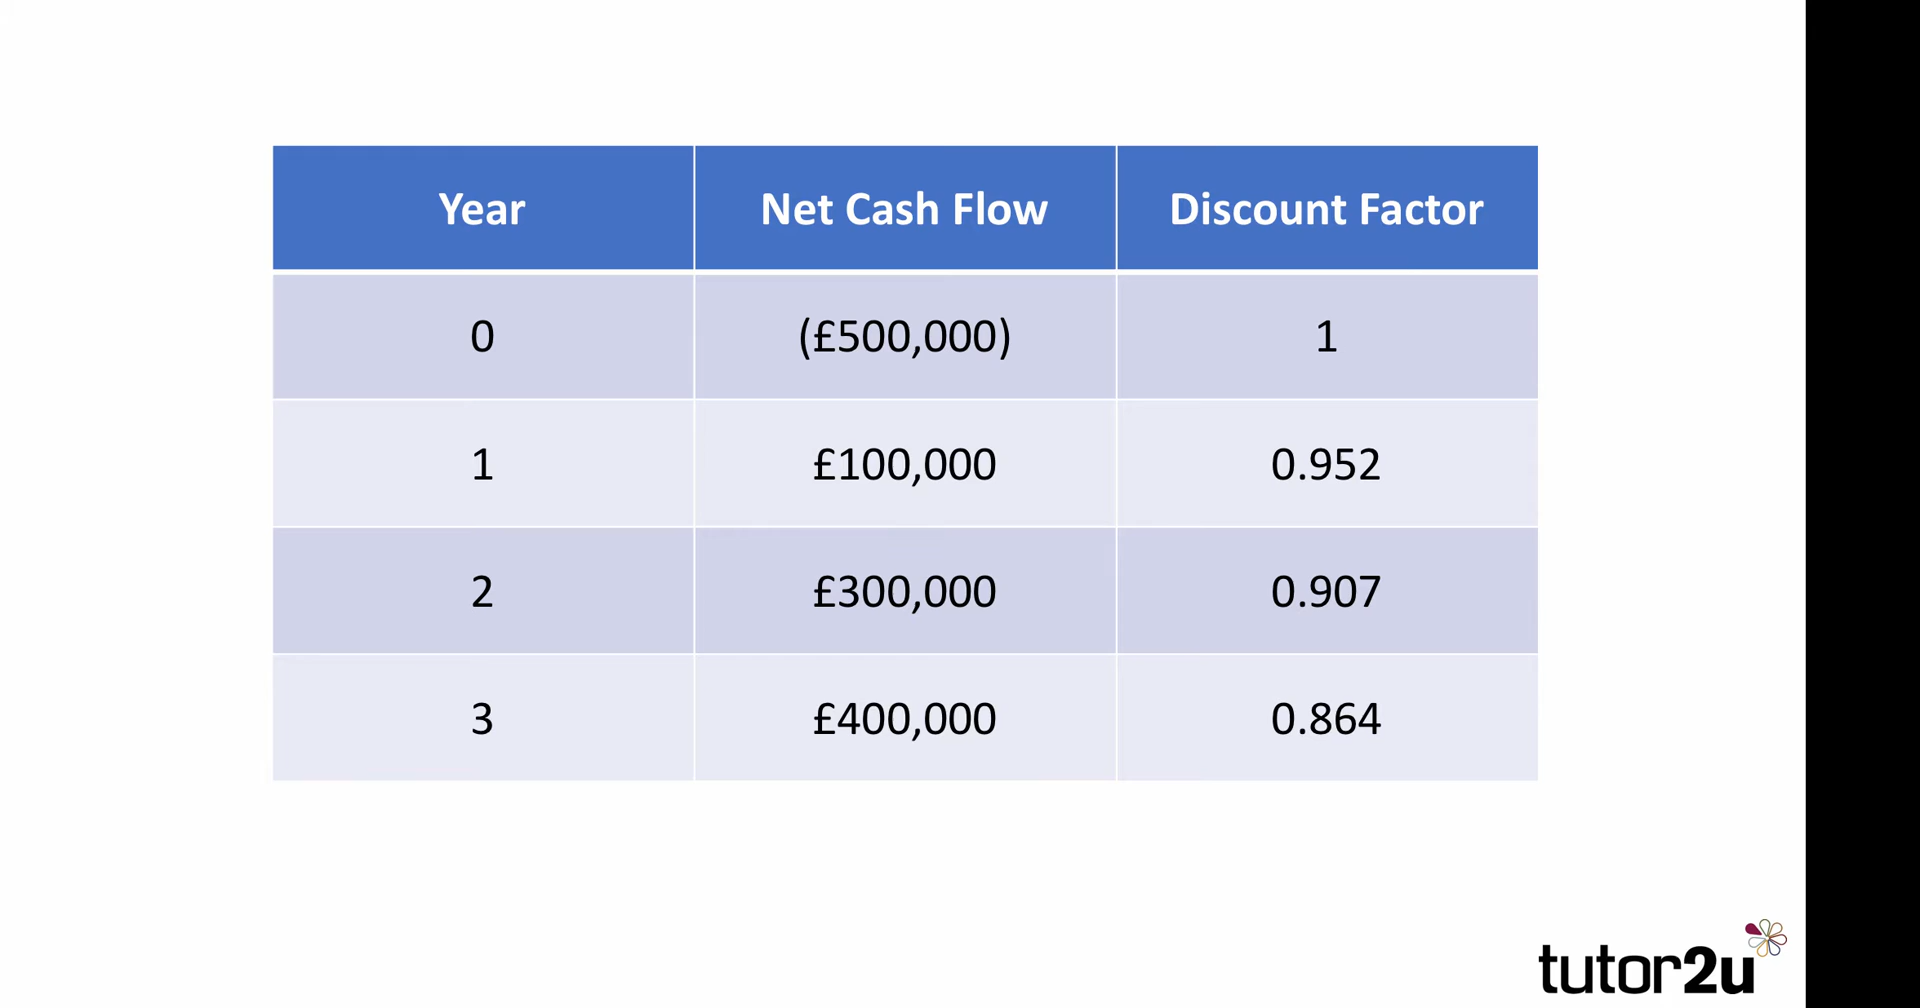 Year Net Cash Flow Discount Factor
0 (£500,000) 1
1 £100,000 0.952
2 £300,000 0.907
3 £400,000 0.864
tutor2u